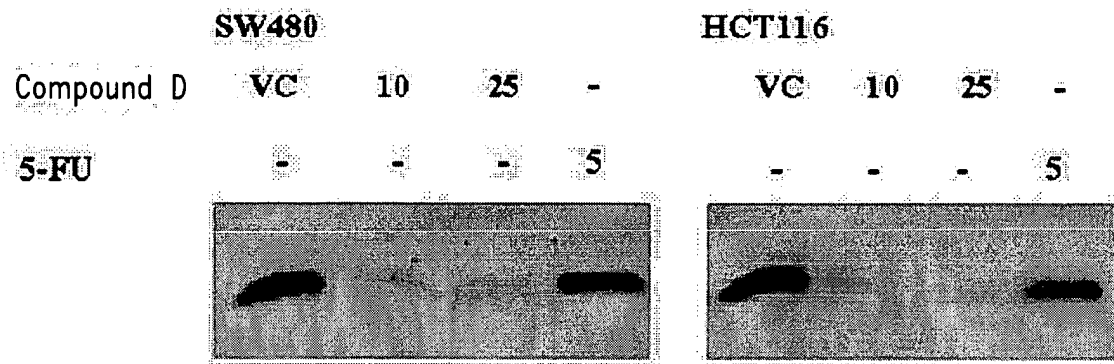 SW480 HCT116
Compound D VC 10 25 - VC 10 25 -
5-FU - - - 5 - - - 5